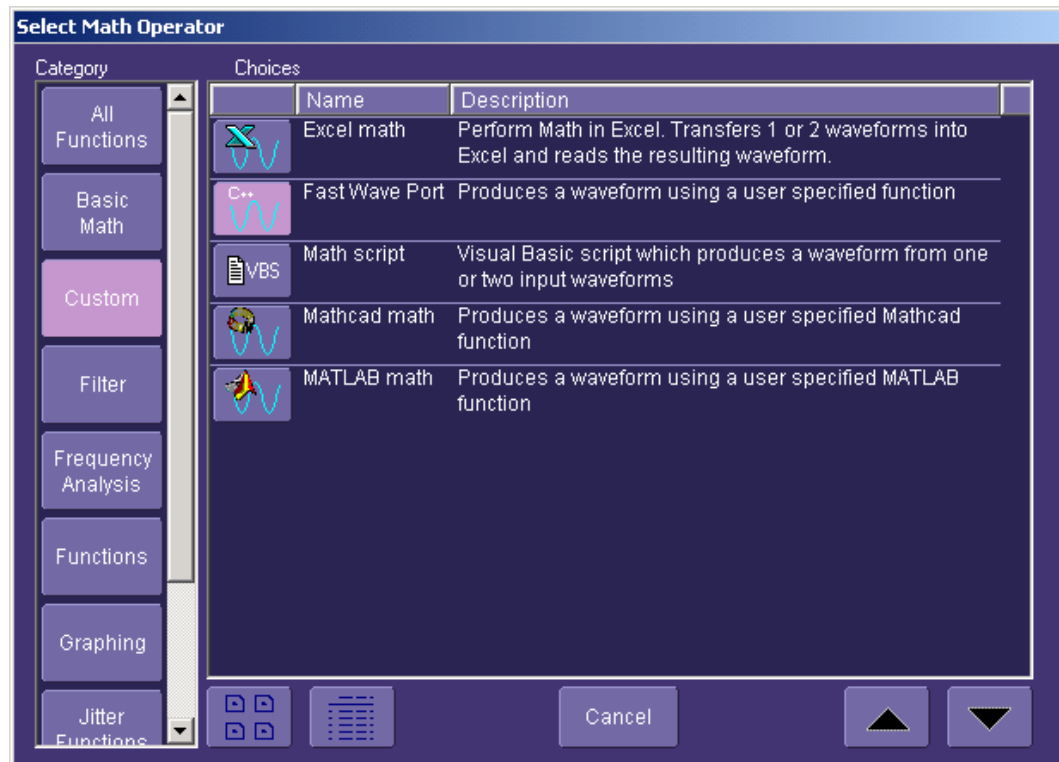 Select Math Operator
Category
Choices
All
Functions
Basic
Math
Custom
Filter
Frequency
Analysis
Functions
Graphing
Jitter
Functions
Name
Description
Excel math
Perform Math in Excel. Transfers 1 or 2 waveforms into
Excel and reads the resulting waveform.
C++
Fast Wave Port
Produces a waveform using a user specified function
VBS
Math script
Visual Basic script which produces a waveform from one
or two input waveforms
Mathcad math
Produces a waveform using a user specified Mathcad
function
MATLAB math
Produces a waveform using a user specified MATLAB
function
Cancel